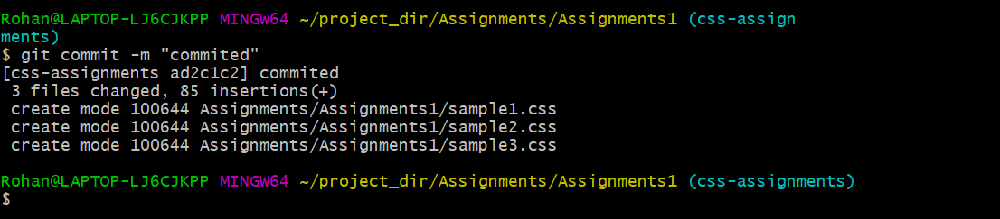 Rohan@LAPTOP-LJ6CJKPP MINGW64 ~/project_dir/Assignments/Assignments1 (css-assign
ments)
$ git commit -m "commited"
[css-assignments ad2c1c2] commited
 3 files changed, 85 insertions(+)
 create mode 100644 Assignments/Assignments1/sample1.css
 create mode 100644 Assignments/Assignments1/sample2.css
 create mode 100644 Assignments/Assignments1/sample3.css
Rohan@LAPTOP-LJ6CJKPP MINGW64 ~/project_dir/Assignments/Assignments1 (css-assignments)
$